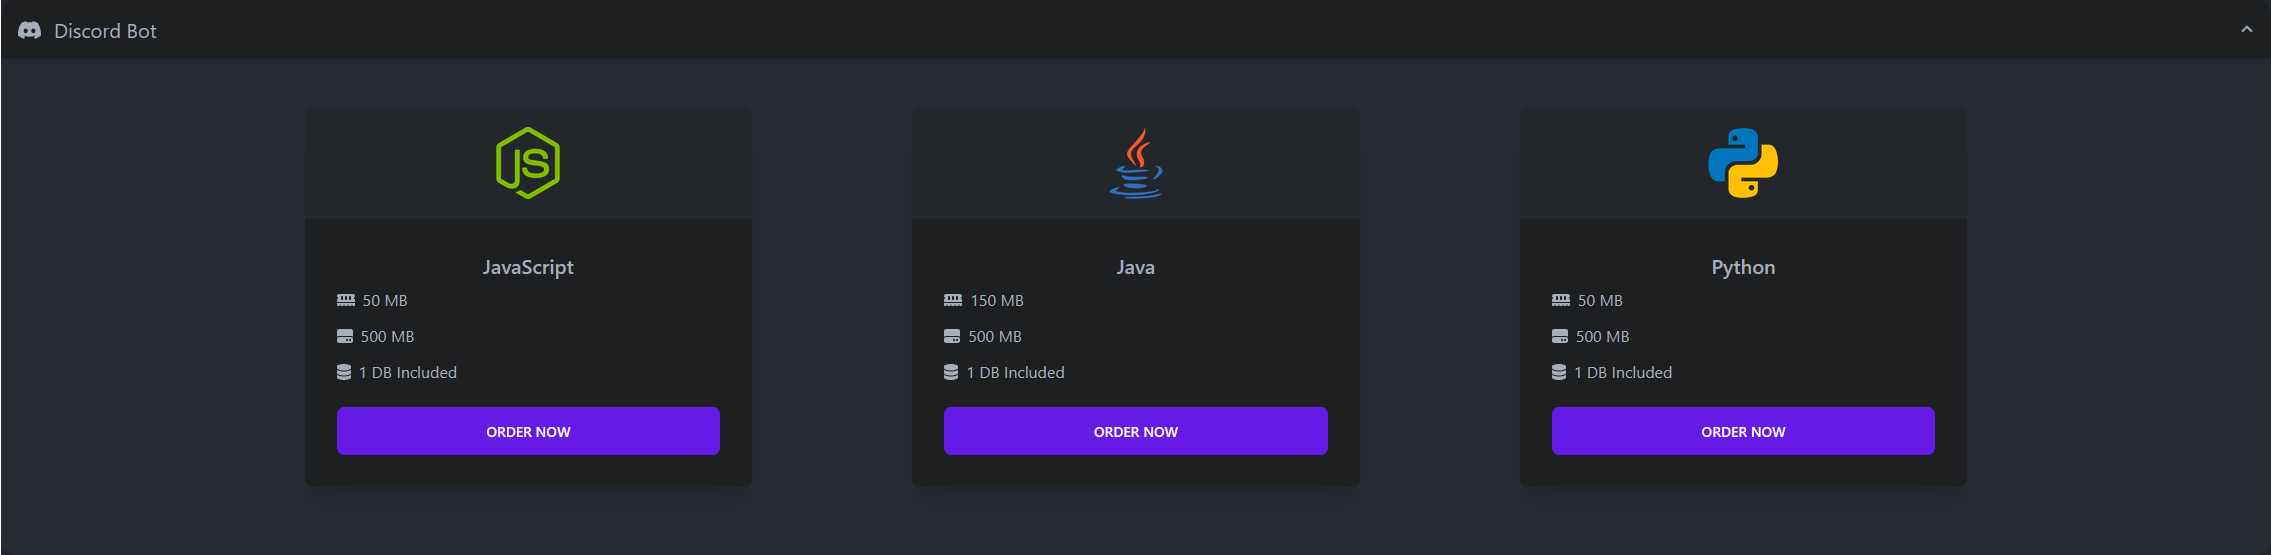 Discord Bot
JS
JavaScript
50 MB
500 MB
1 DB Included
ORDER NOW
Java
150 MB
500 MB
1 DB Included
ORDER NOW
Python
50 MB
500 MB
1 DB Included
ORDER NOW